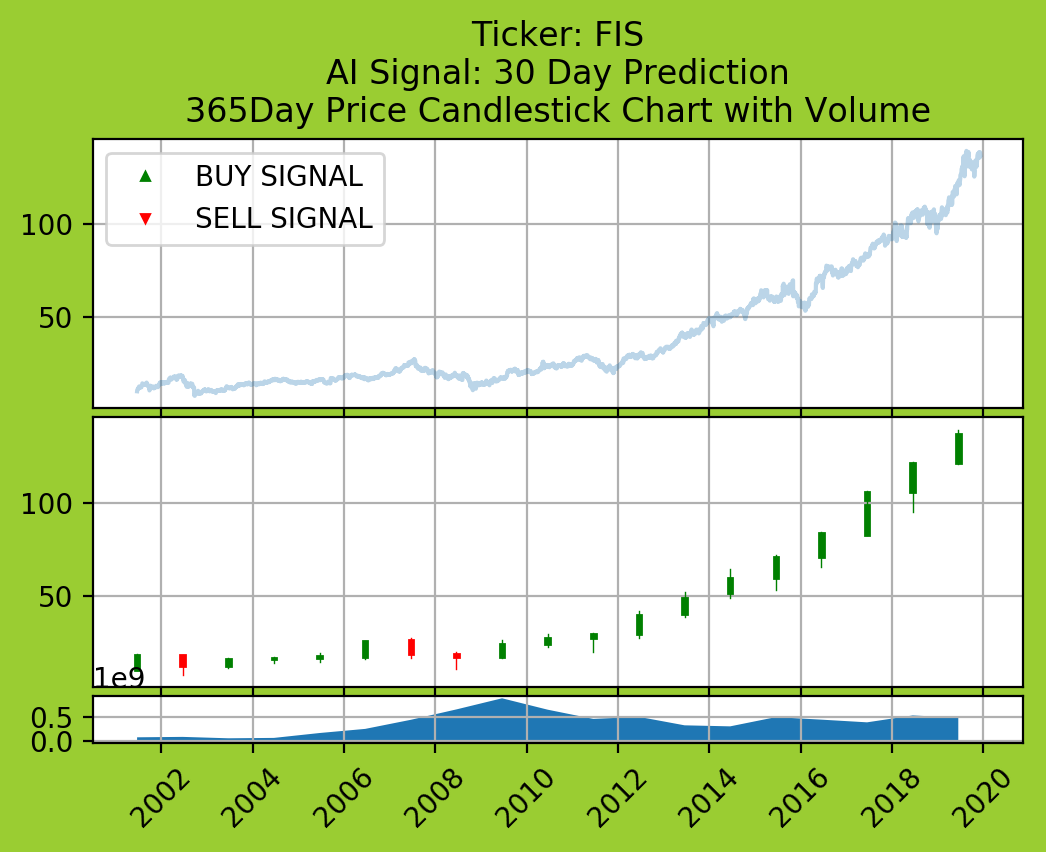 Ticker: FIS
AI Signal: 30 Day Prediction
365Day Price Candlestick Chart with Volume
BUY SIGNAL
SELL SIGNAL
100
50
100
50
1e9
0.5
0.0
2002 2004 2006 2008 2010 2012 2014 2016 2018 2020